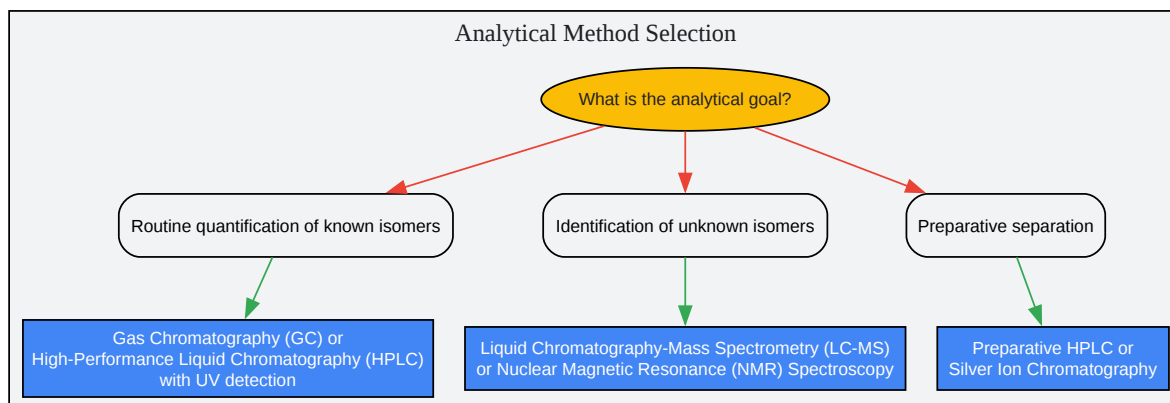 Analytical Method Selection
What is the analytical goal?
Routine quantification of known isomers
Identification of unknown isomers
Preparative separation
Gas Chromatography (GC) or
High-Performance Liquid Chromatography (HPLC)
with UV detection
Liquid Chromatography-Mass Spectrometry (LC-MS)
or Nuclear Magnetic Resonance (NMR) Spectroscopy
Preparative HPLC or
Silver Ion Chromatography